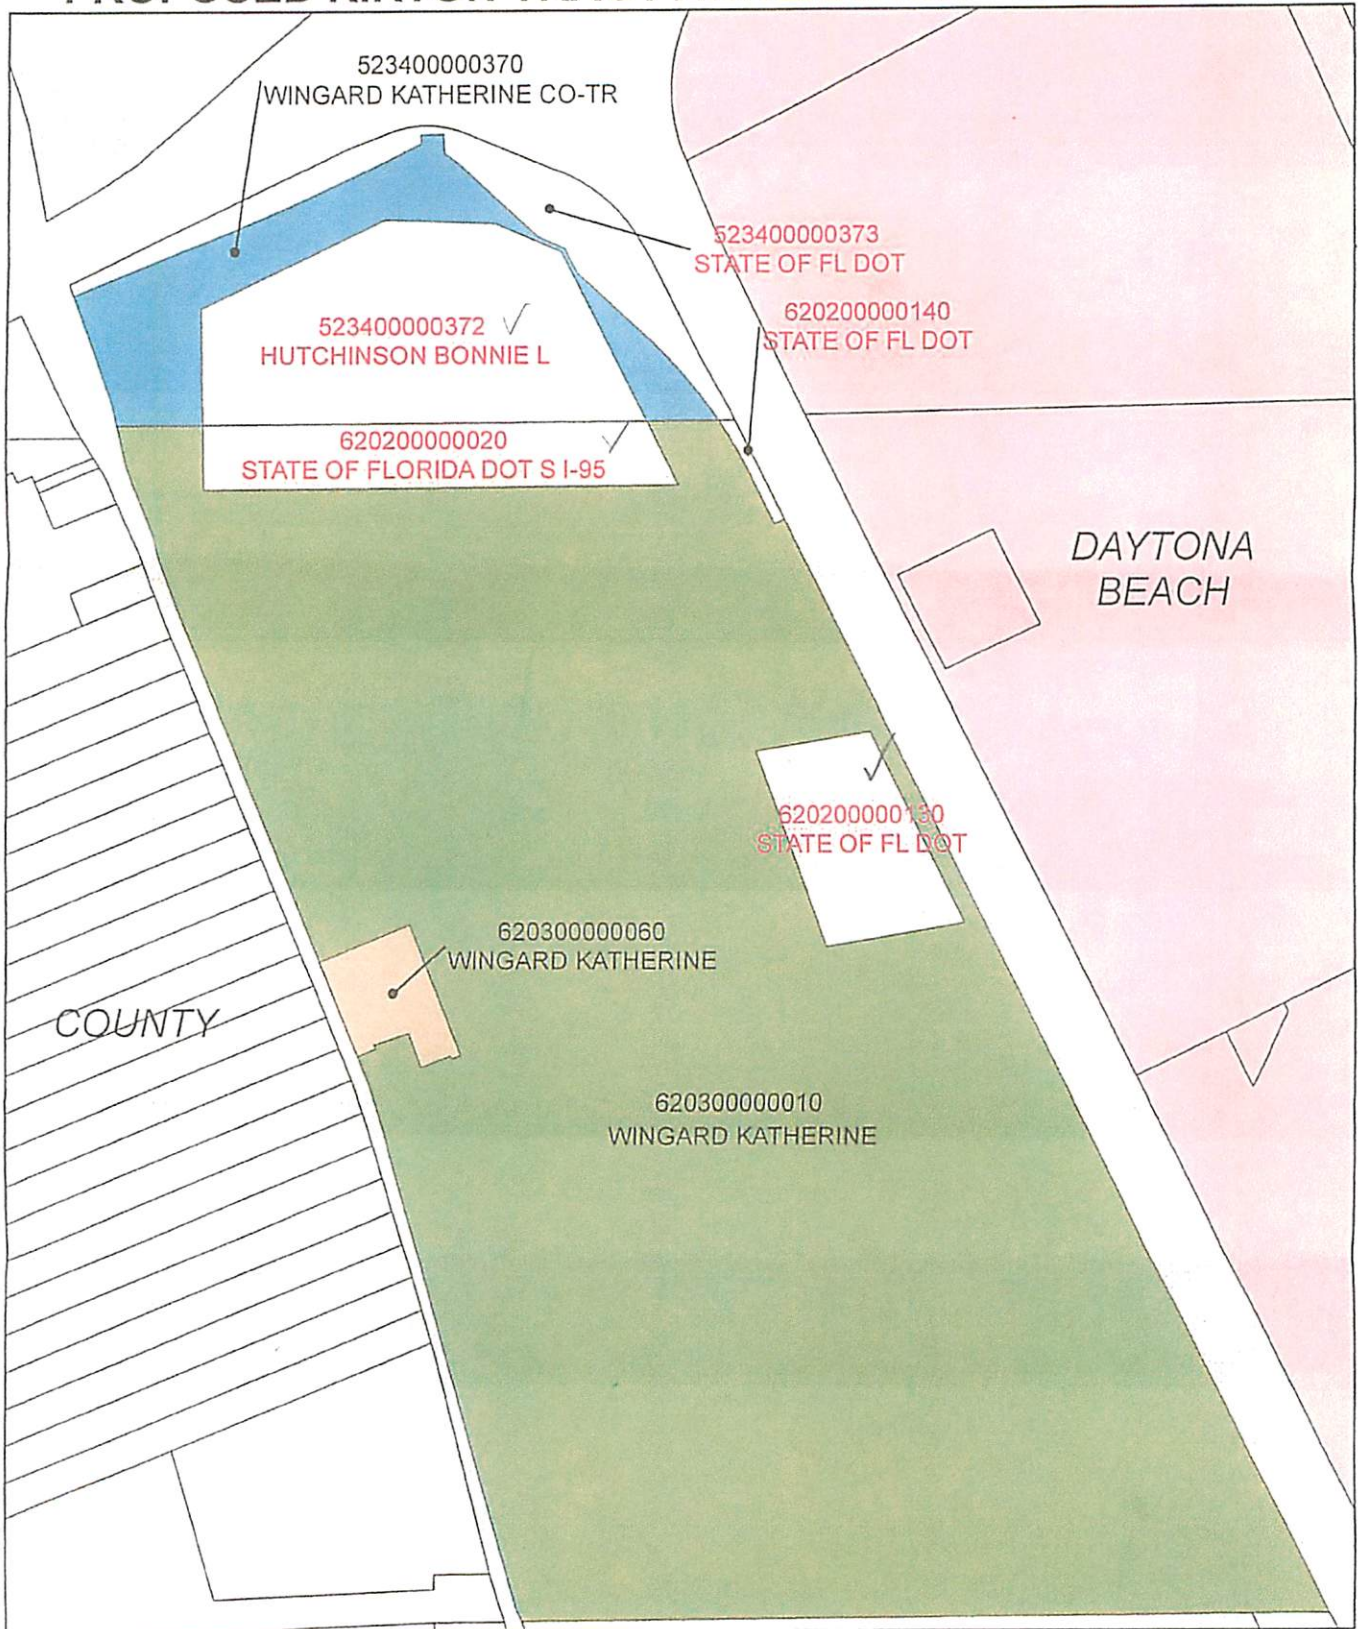 PROPOSED
523400000370
WINGARD KATHERINE CO-TR
523400000373
STATE OF FL DOT
620200000140
STATE OF FL DOT
523400000372
HUTCHINSON BONNIE L
620200000020
STATE OF FLORIDA DOT S I-95
DAYTONA
BEACH
620200000130
STATE OF FL DOT
620300000060
WINGARD KATHERINE
COUNTY
620300000010
WINGARD KATHERINE